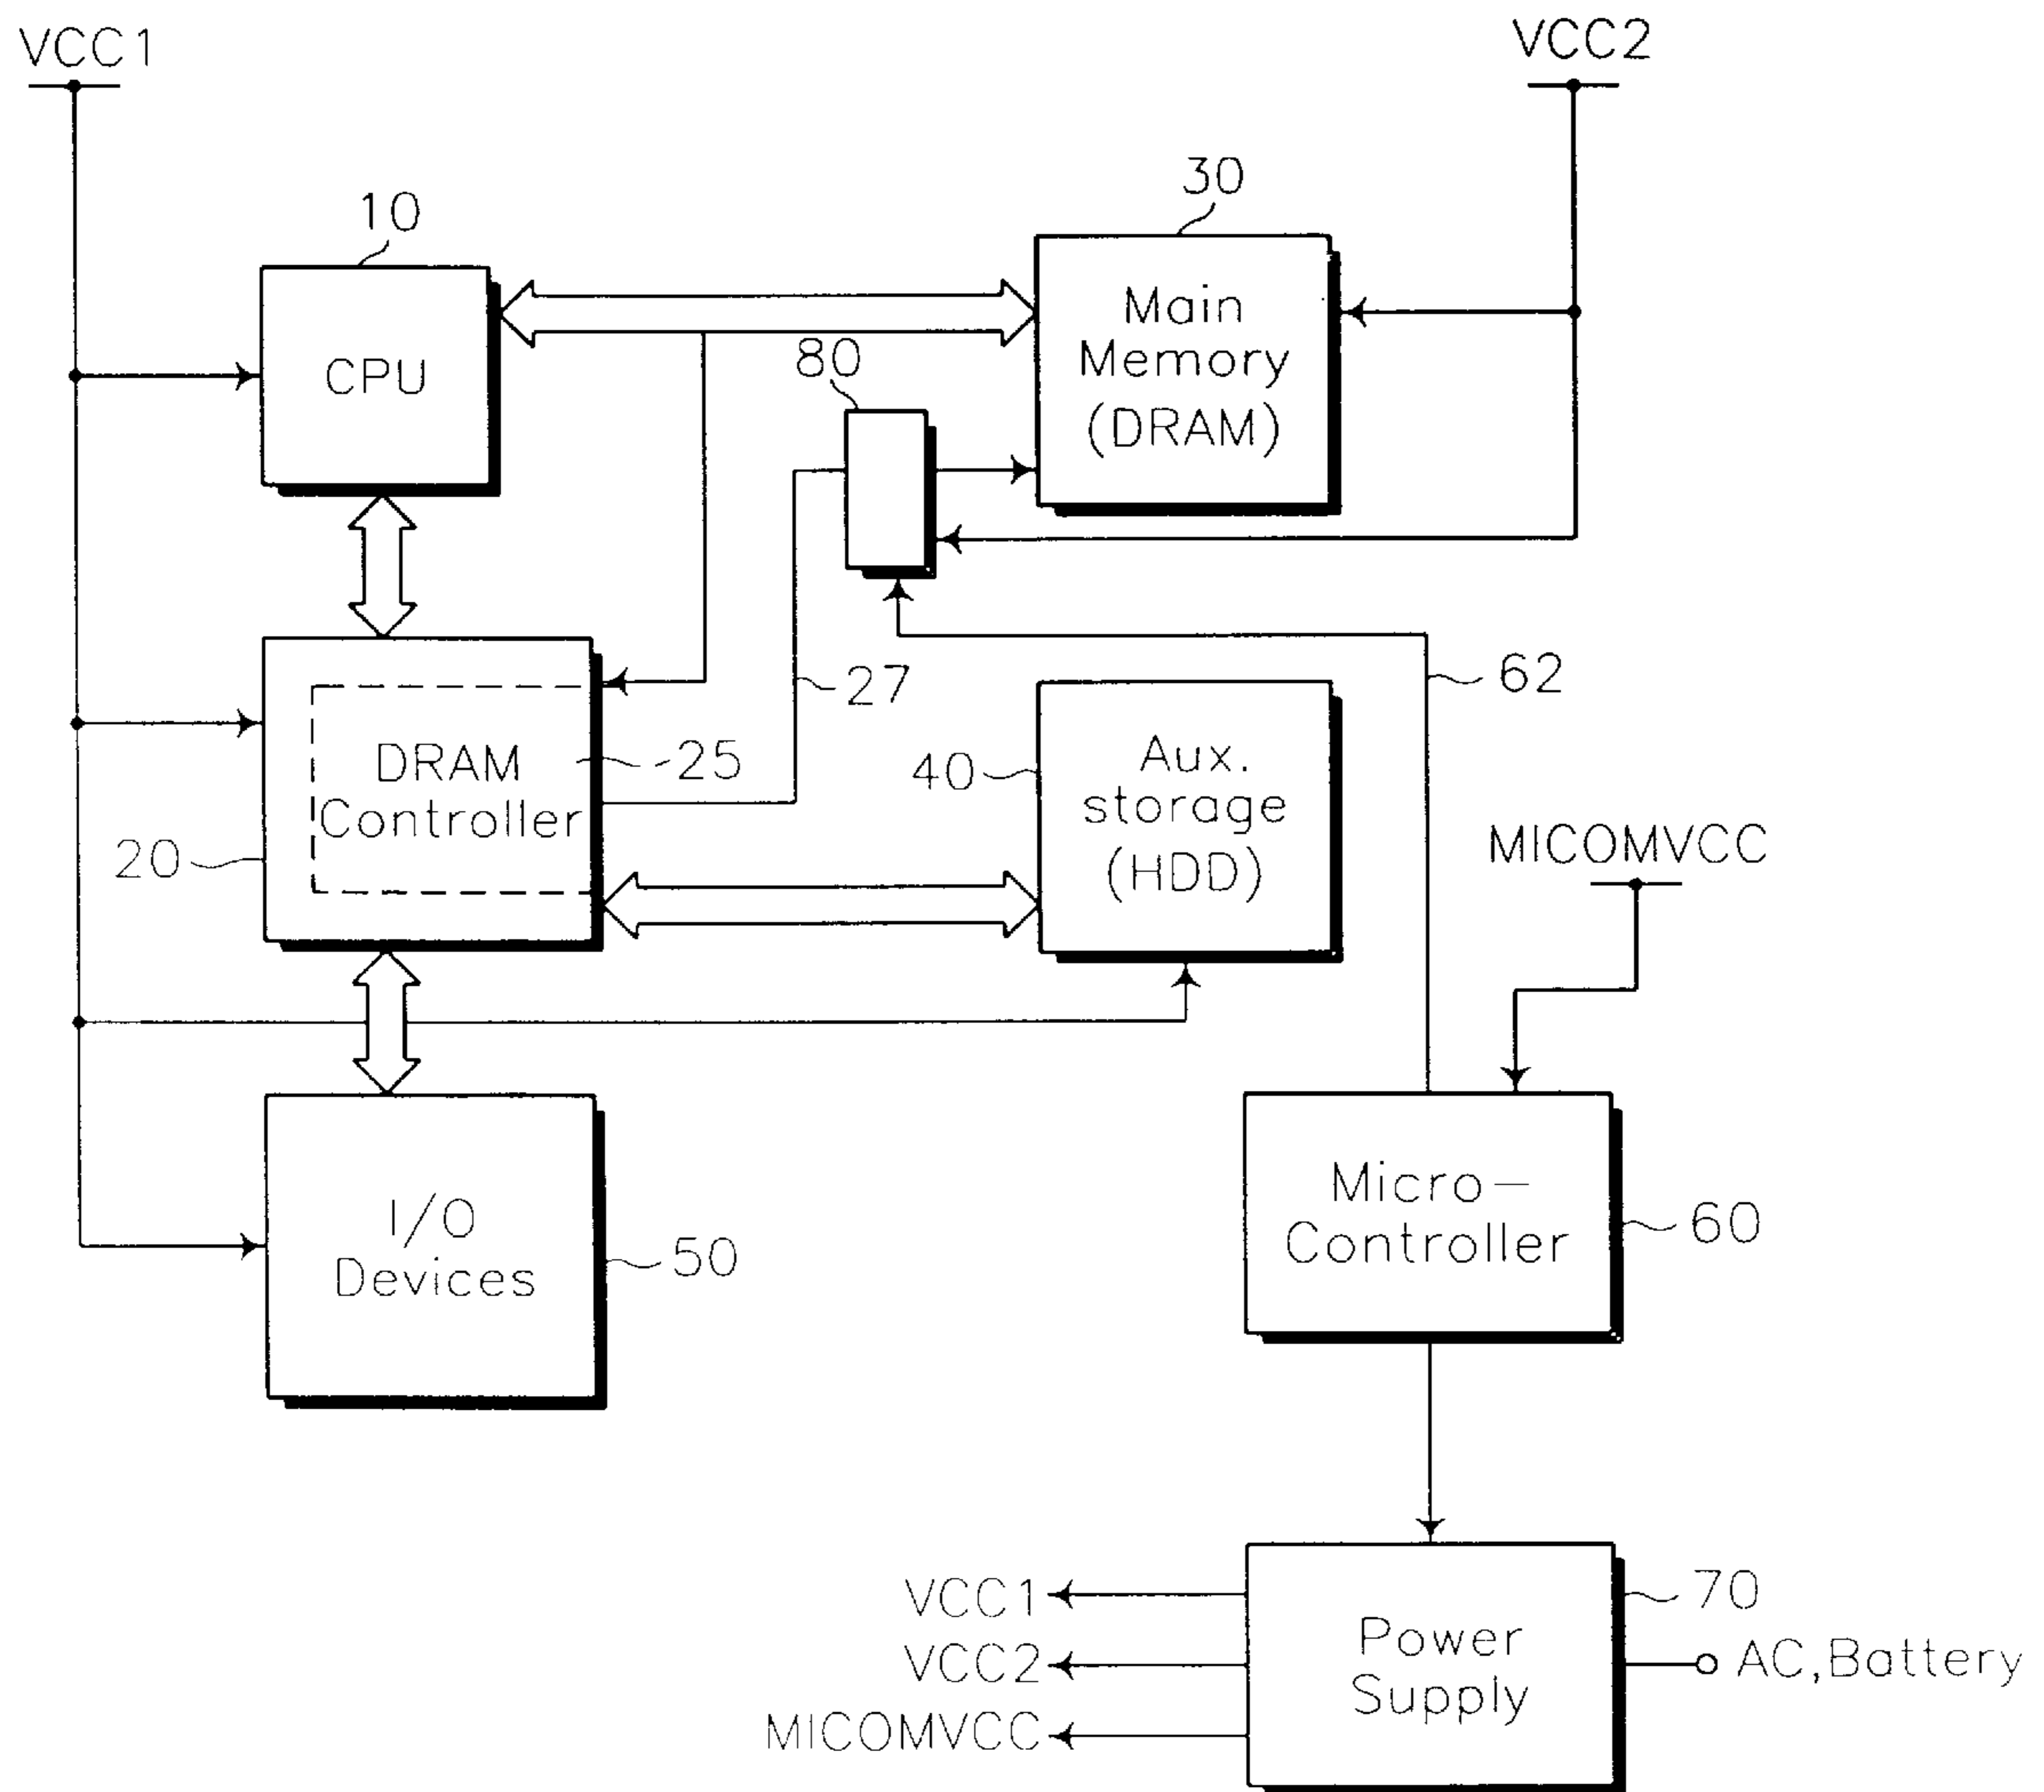 VCC1
VCC2
10
30
CPU
Main
Memory
(DRAM)
80
27
62
DRAM
Controller
25
20
40
Aux.
storage
(HDD)
MICOMVCC
I/O
Devices
50
Micro-
Controller
60
VCC1
VCC2
MICOMVCC
Power
Supply
70
AC,Battery